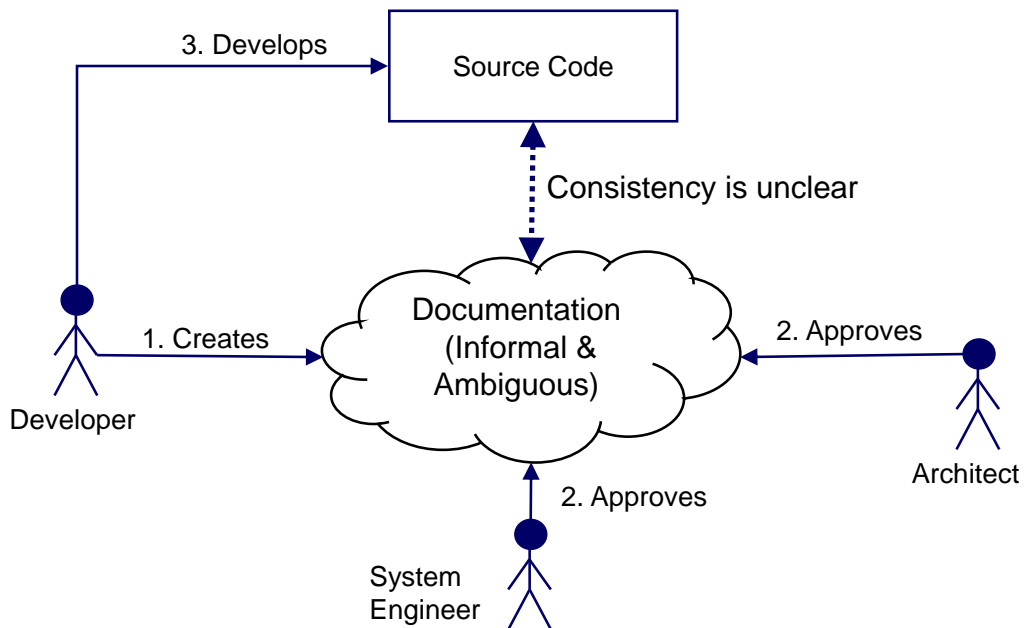 3. Develops
Source Code
Consistency is unclear
Documentation
(Informal &
Ambiguous)
1. Creates
2. Approves
Developer
Architect
2. Approves
System
Engineer